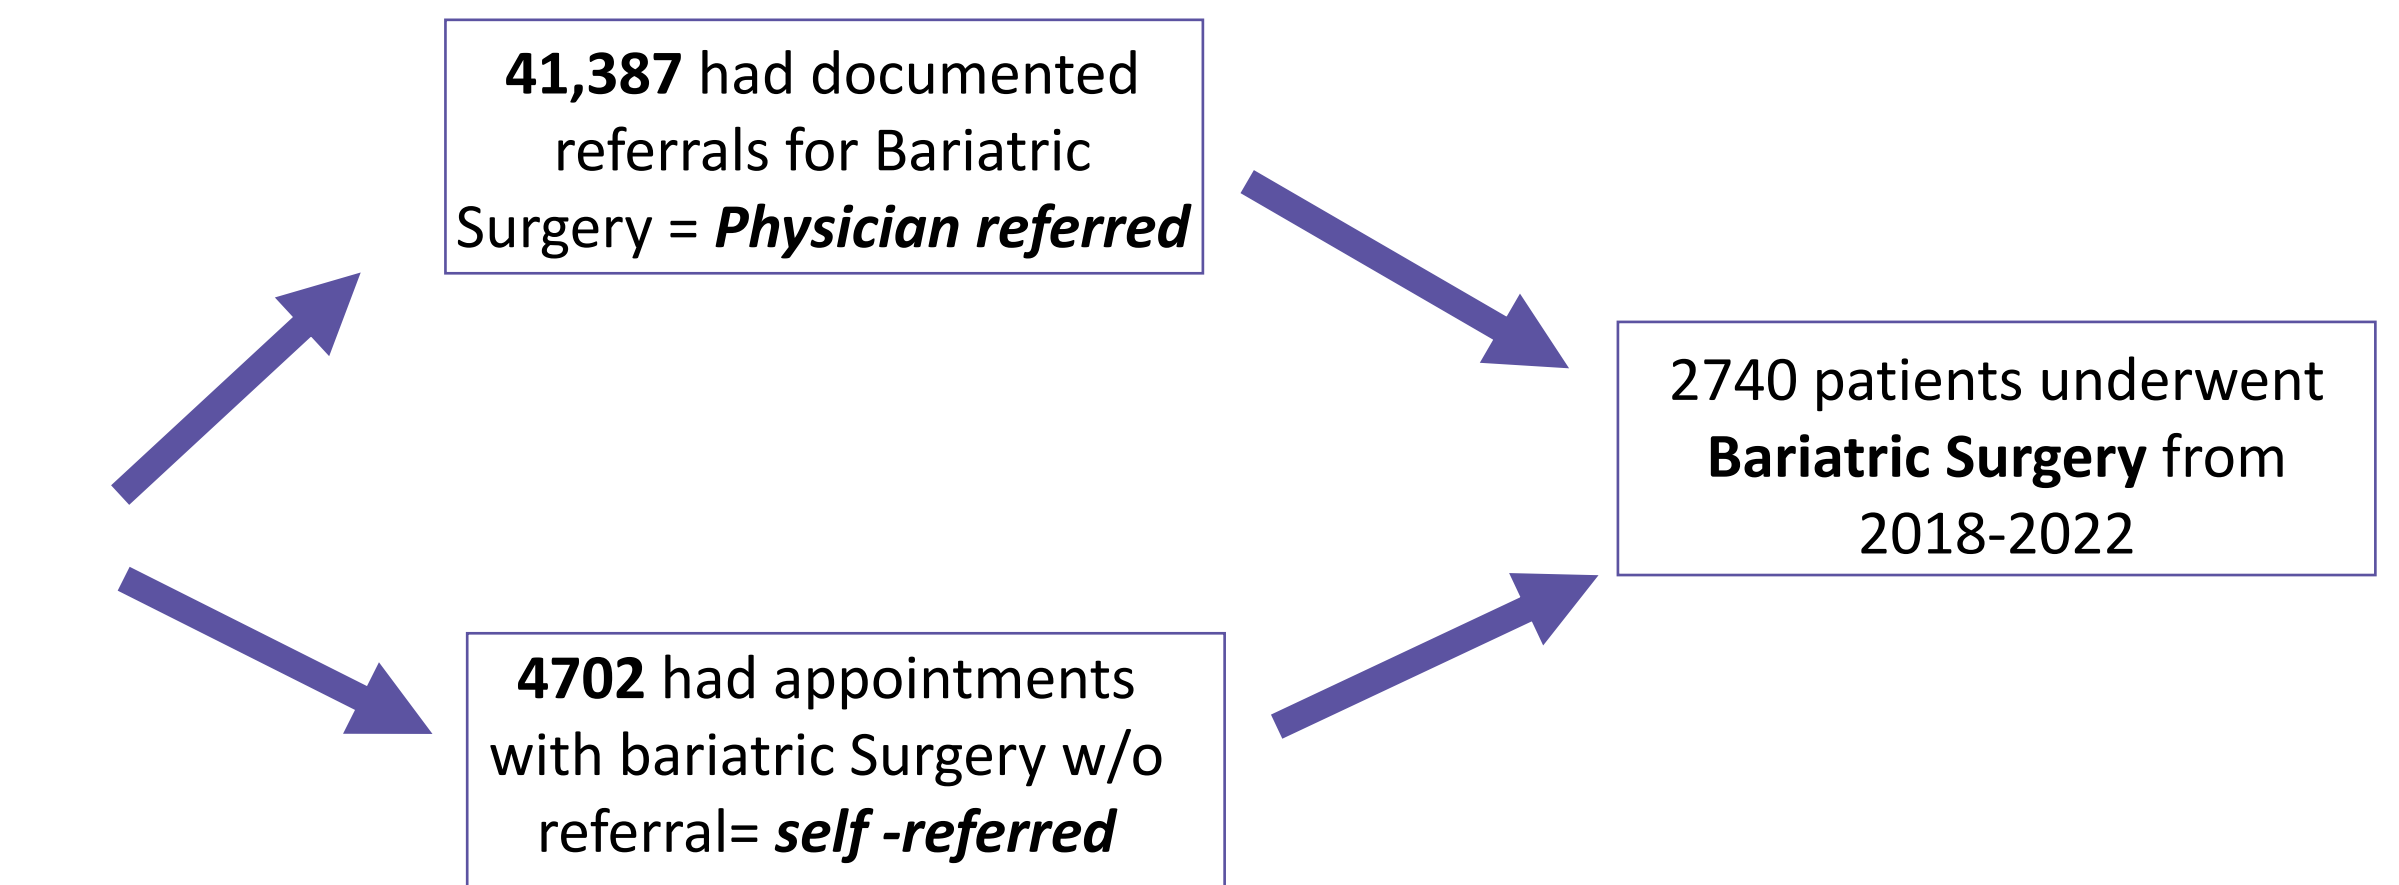 41,387 had documented
referrals for Bariatric
Surgery = Physician referred
2740 patients underwent
Bariatric Surgery from
2018-2022
4702 had appointments
with bariatric Surgery w/o
referral= self -referred